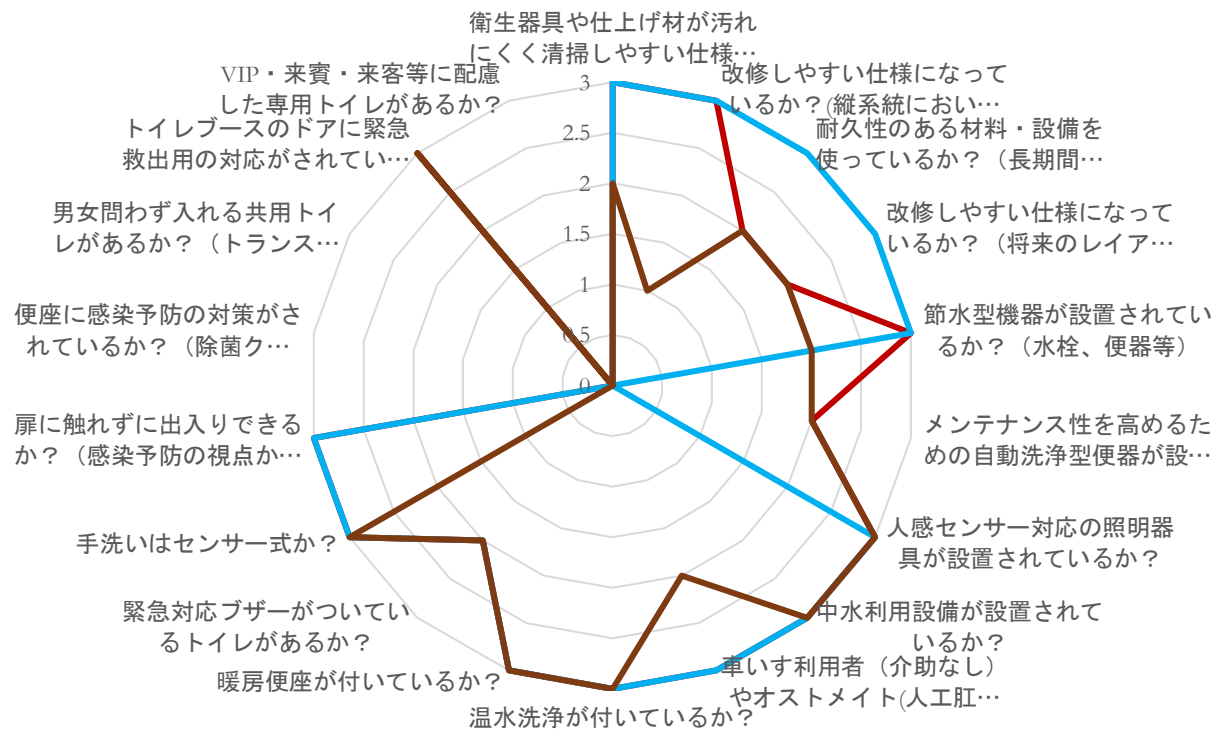 衛生器具や仕上げ材が汚れ
にくく清掃しやすい仕様…
改修しやすい仕様になって
いるか？(縦系統におい…
耐久性のある材料・設備を
使っているか？（長期間…
改修しやすい仕様になって
いるか？（将来のレイア…
節水型機器が設置されてい
るか？（水栓、便器等）
メンテナンス性を高めるた
めの自動洗浄型便器が設…
人感センサー対応の照明器
具が設置されているか？
中水利用設備が設置されて
いるか？
車いす利用者（介助なし）
やオストメイト(人工肛…
温水洗浄が付いているか？
暖房便座が付いているか？
緊急対応ブザーがついてい
るトイレがあるか？
手洗いはセンサー式か？
扉に触れずに出入りできる
か？（感染予防の視点か…
便座に感染予防の対策がさ
れているか？（除菌ク…
男女問わず入れる共用トイ
レがあるか？（トランス…
トイレブースのドアに緊急
救出用の対応がされてい…
VIP・来賓・来客等に配慮
した専用トイレがあるか？
3
2.5
2
1.5
1
0.5
0